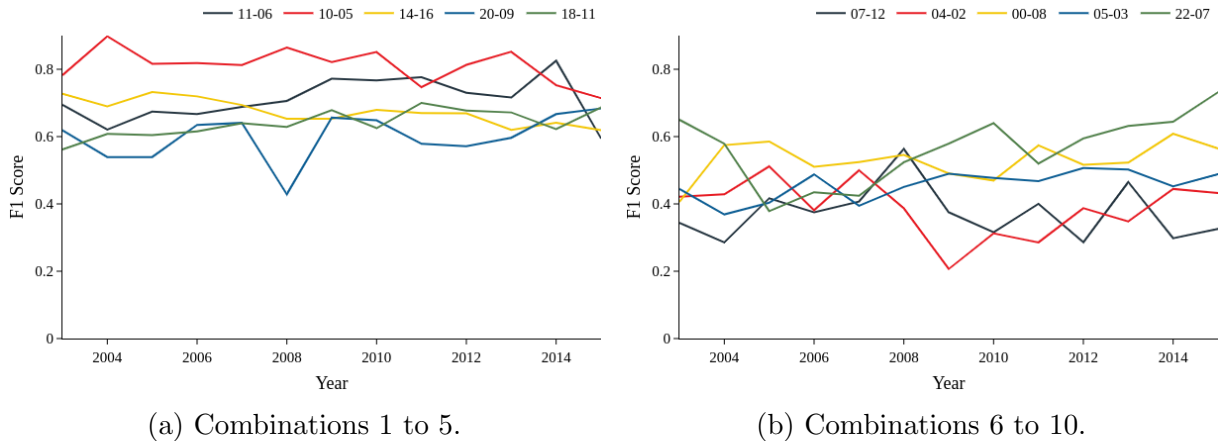 11-06 10-05 14-16 20-09 18-11
0.8
0.6
0.4
0.2
0
F1 Score
2004 2006 2008 2010 2012 2014
Year
(a) Combinations 1 to 5.
07-12 04-02 00-08 05-03 22-07
0.8
0.6
0.4
0.2
0
F1 Score
2004 2006 2008 2010 2012 2014
Year
(b) Combinations 6 to 10.